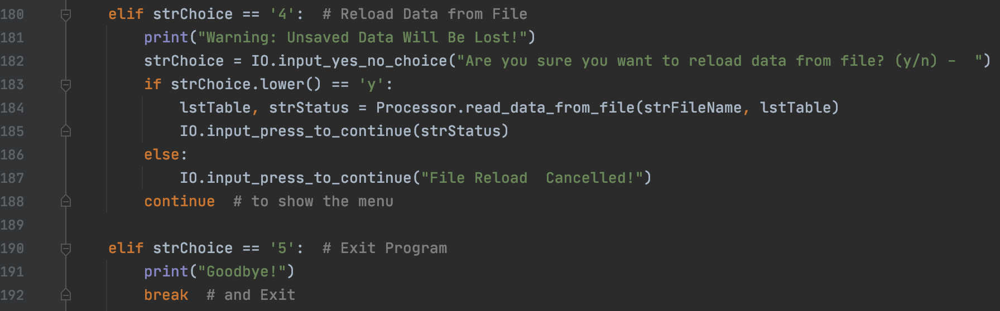 180 elif strChoice == '4':  # Reload Data from File
181 print("Warning: Unsaved Data Will Be Lost!")
182 strChoice = IO.input_yes_no_choice("Are you sure you want to reload data from file? (y/n) -  ")
183 if strChoice.lower() == 'y':
184 lstTable, strStatus = Processor.read_data_from_file(strFileName, lstTable)
185 IO.input_press_to_continue(strStatus)
186 else:
187 IO.input_press_to_continue("File Reload  Cancelled!")
188 continue  # to show the menu
189
190 elif strChoice == '5':  # Exit Program
191 print("Goodbye!")
192 break  # and Exit